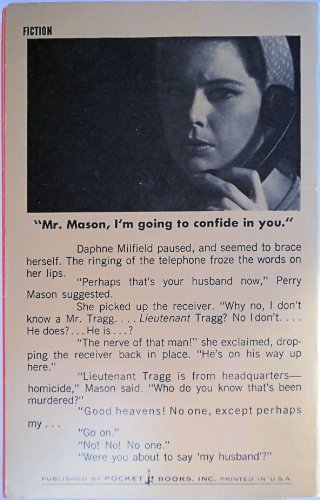 FICTION
"Mr. Mason, I'm going to confide in you."
Daphne Milfield paused, and seemed to brace
herself. The ringing of the telephone froze the words on
her lips.
"Perhaps that's your husband now," Perry
Mason suggested.
She picked up the receiver. "Why no, I don't
know a Mr. Tragg. . . . Lieutenant Tragg? No I don't. . . .
He does? . . . He is . . . ?
"The nerve of that man!" she exclaimed, drop-
ping the receiver back in place. "He's on his way up
here."
"Lieutenant Tragg is from headquarters—
homicide," Mason said. "Who do you know that's been
murdered?"
"Good heavens! No one, except perhaps
my . . .
"Go on."
"No! No! No one."
"Were you about to say 'my husband'?"
PUBLISHED BY POCKET BOOKS, INC. PRINTED IN U.S.A.